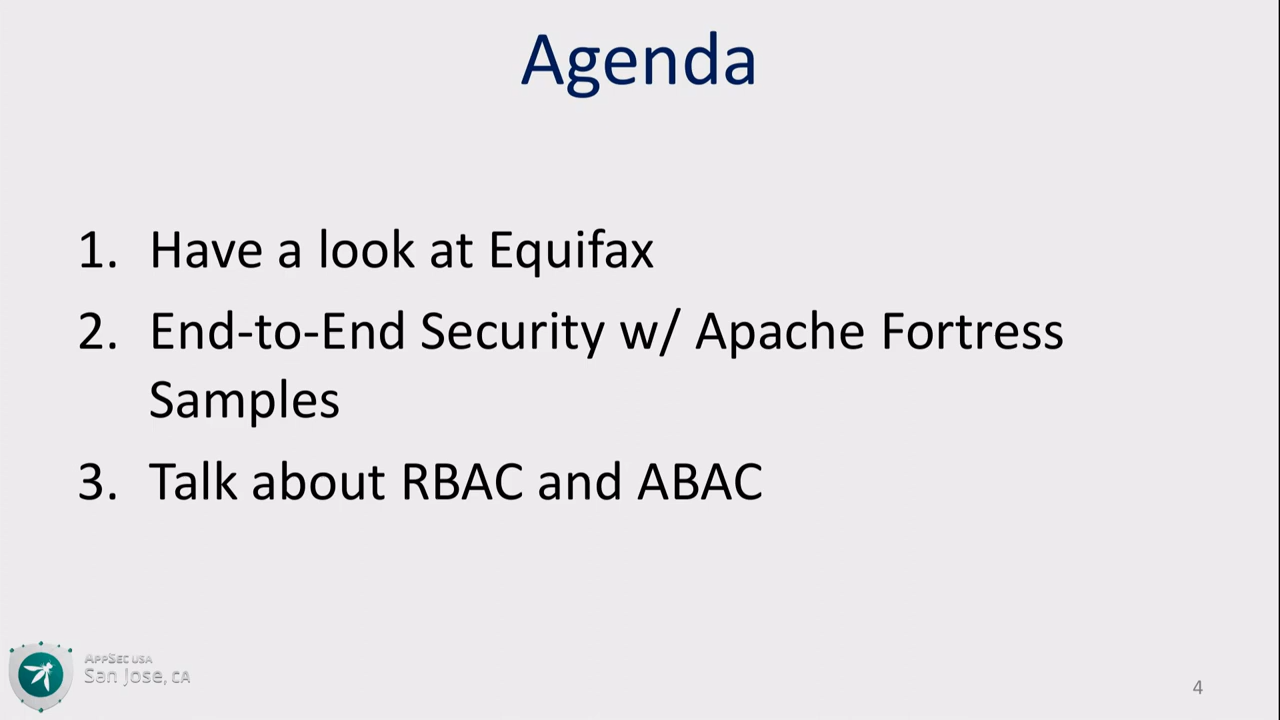 Agenda
1. Have a look at Equifax
2. End-to-End Security w/ Apache Fortress
Samples
3. Talk about RBAC and ABAC
AppSec USA
San Jose, CA
4